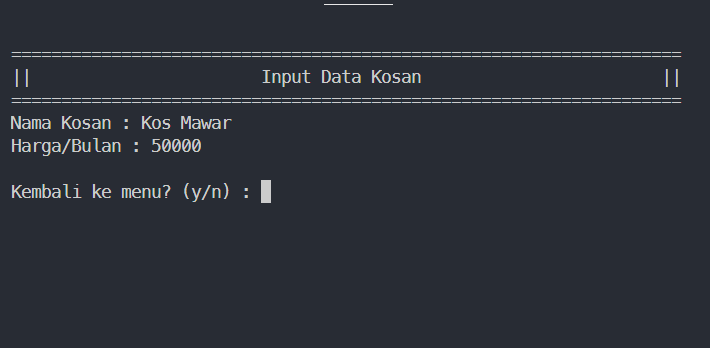 ===================================================================
||                       Input Data Kosan                        ||
===================================================================
Nama Kosan : Kos Mawar
Harga/Bulan : 50000
Kembali ke menu? (y/n) :